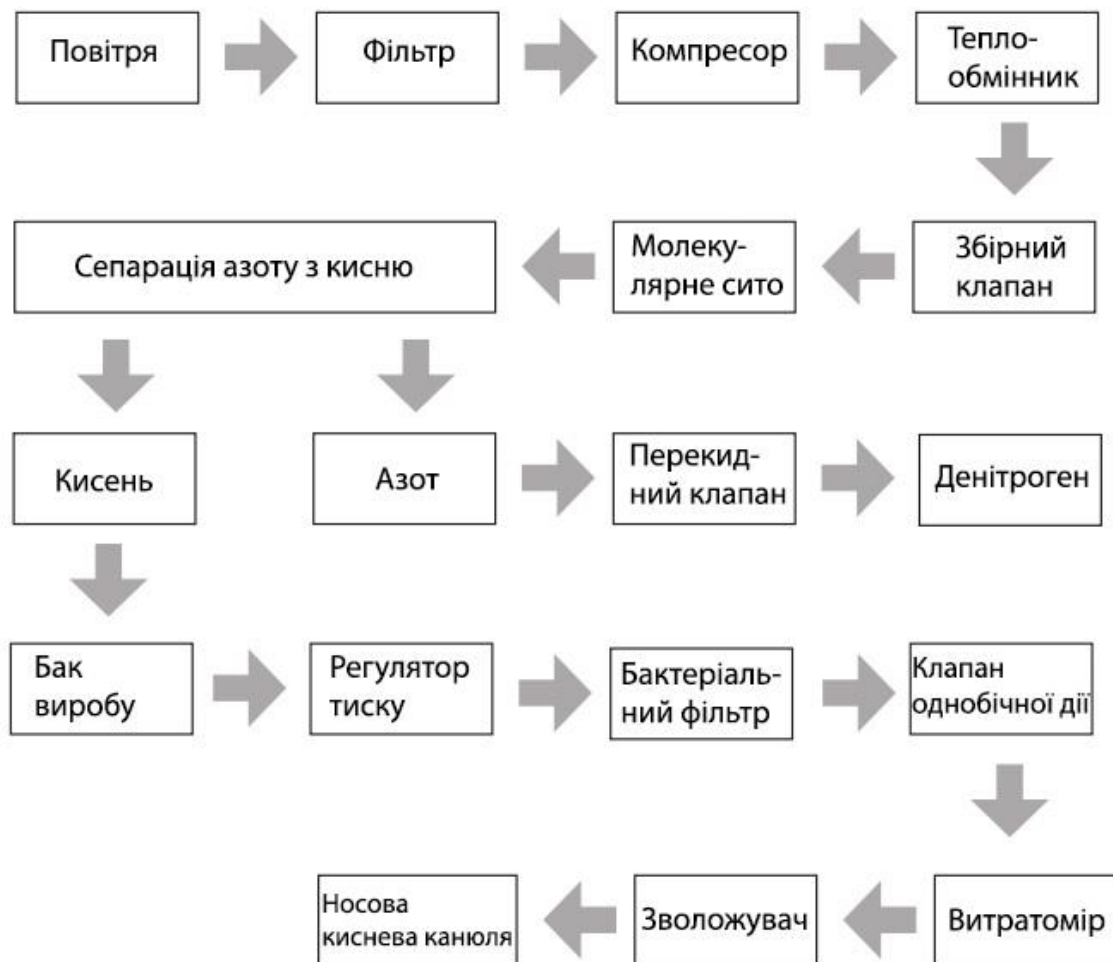 Повітря
Фільтр
Компресор
Тепло-
обмінник
Сепарація азоту з кисню
Молеку-
лярне сито
Збірний
клапан
Кисень
Азот
Перекид-
ний клапан
Денітроген
Бак
виробу
Регулятор
тиску
Бактеріаль-
ний фільтр
Клапан
однобічної дії
Носова
киснева канюля
Зволожувач
Витратомір